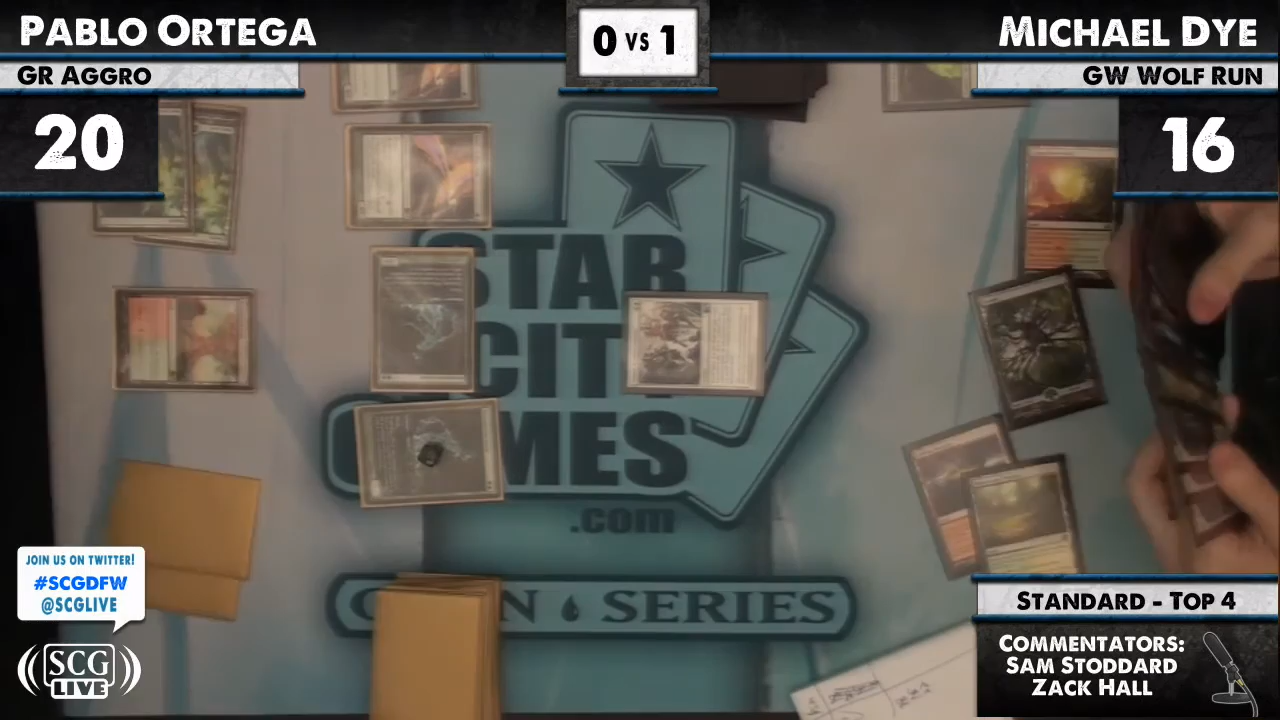 PABLO ORTEGA
0 VS 1
MICHAEL DYE
GR AGGRO
GW WOLF RUN
20
16
STAR
CITY
GAMES
.com
OPEN SERIES
JOIN US ON TWITTER!
#SCGDFW
@SCGLIVE
SCG
LIVE
STANDARD - TOP 4
COMMENTATORS:
SAM STODDARD
ZACK HALL